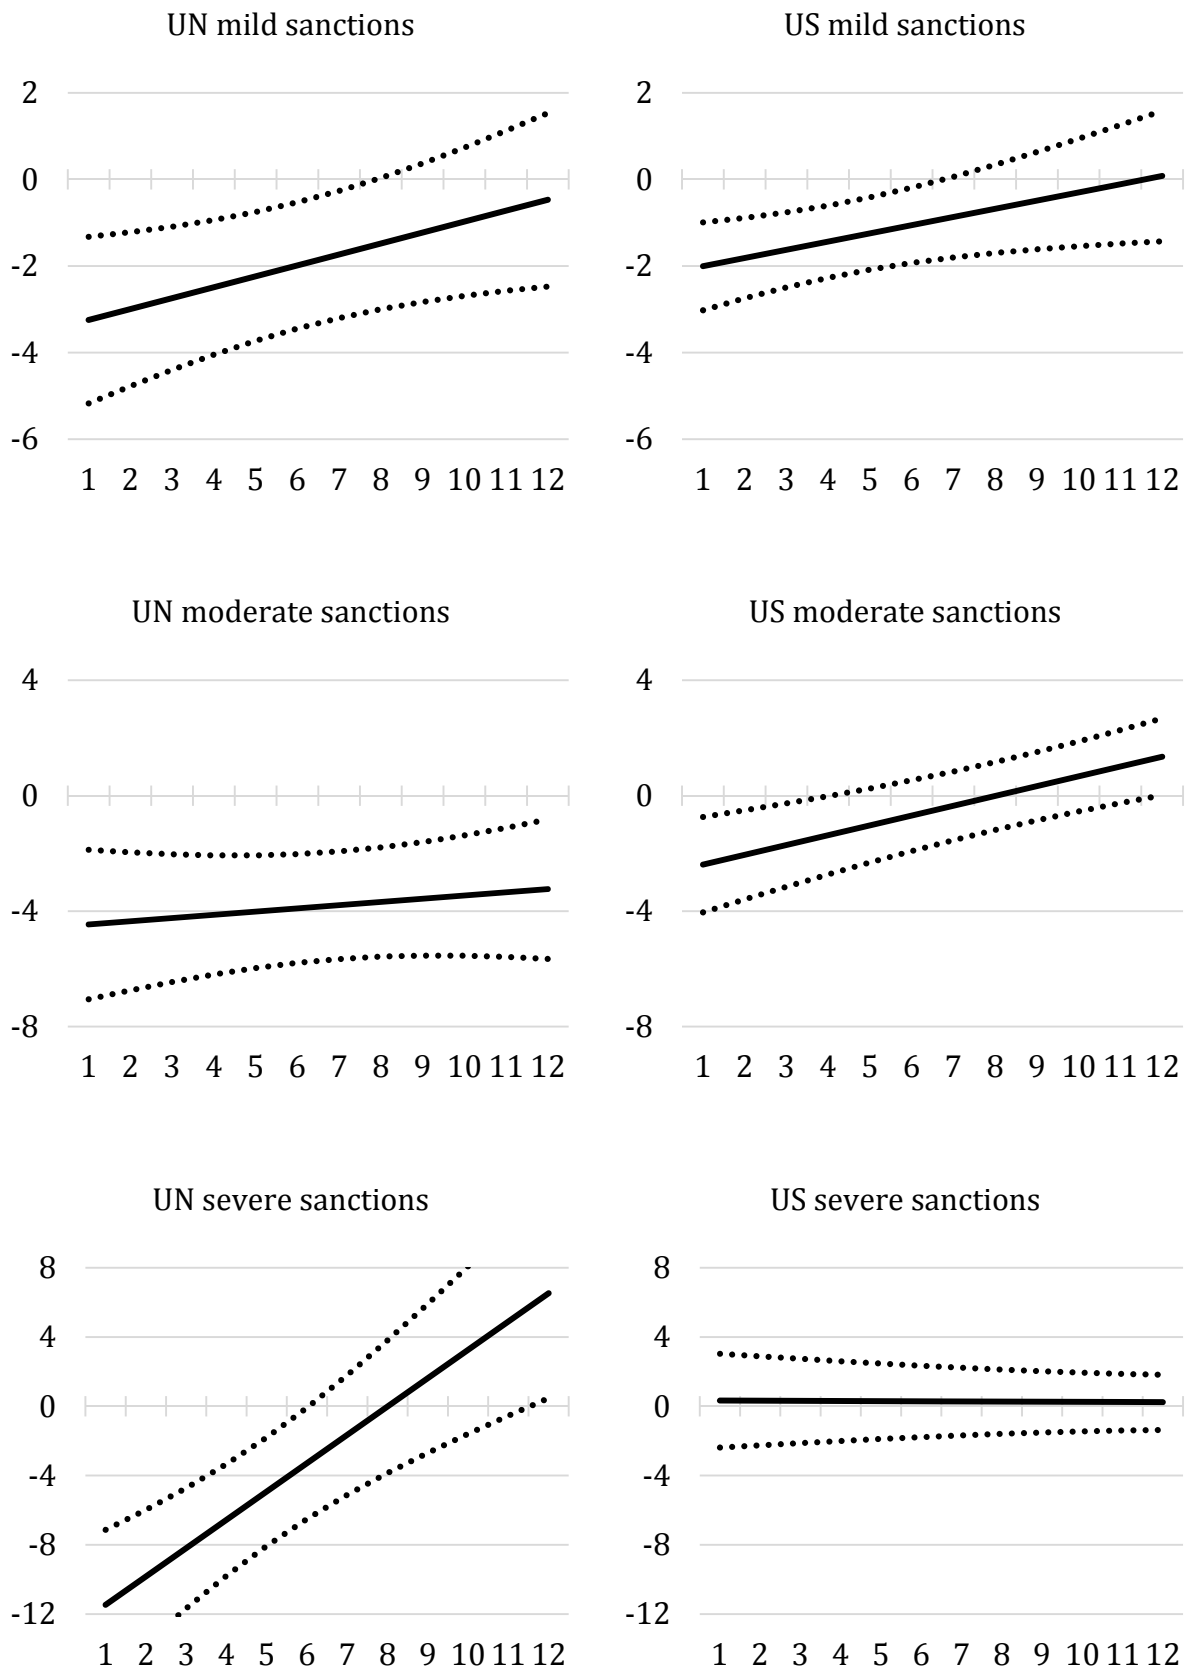 UN mild sanctions
2
0
-2
-4
-6
1 2 3 4 5 6 7 8 9 10 11 12
US mild sanctions
2
0
-2
-4
-6
1 2 3 4 5 6 7 8 9 10 11 12
UN moderate sanctions
4
0
-4
-8
1 2 3 4 5 6 7 8 9 10 11 12
US moderate sanctions
4
0
-4
-8
1 2 3 4 5 6 7 8 9 10 11 12
UN severe sanctions
8
4
0
-4
-8
-12
1 2 3 4 5 6 7 8 9 10 11 12
US severe sanctions
8
4
0
-4
-8
-12
1 2 3 4 5 6 7 8 9 10 11 12